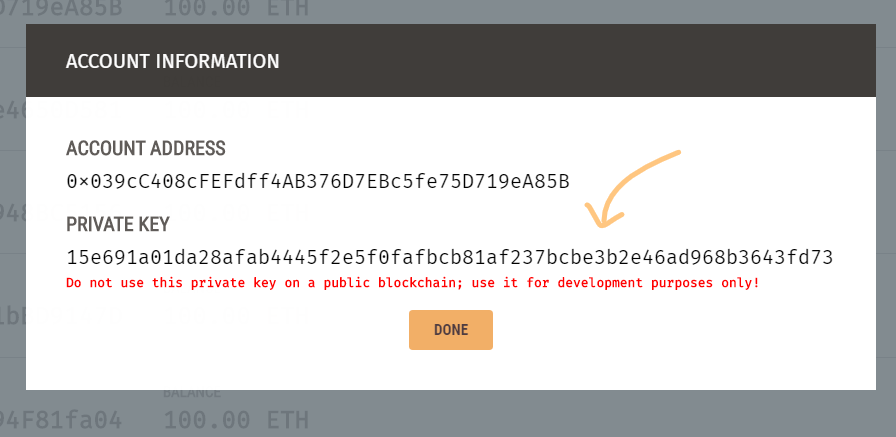 0719eA85B 100.00 ETH
ACCOUNT INFORMATION
ACCOUNT ADDRESS
0×039cC408cFEFdff4AB376D7EBc5fe75D719eA85B
PRIVATE KEY
15e691a01da28afab4445f2e5f0fafbcb81af237bcbe3b2e46ad968b3643fd73
Do not use this private key on a public blockchain; use it for development purposes only!
DONE
BALANCE
94F81fa04 100.00 ETH